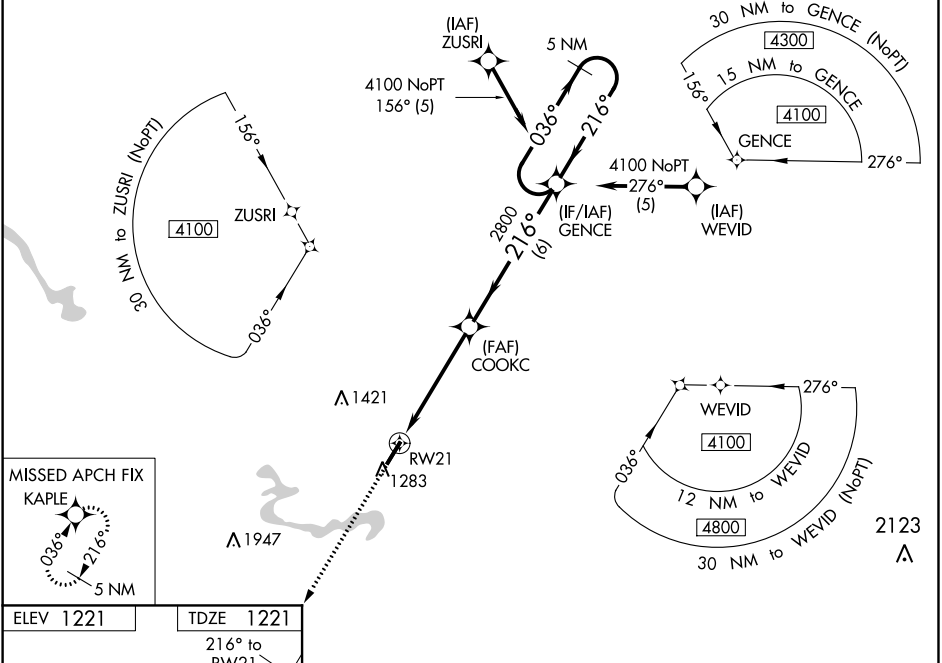 (IAF)
ZUSRI
4100 NoPT
156° (5)
5 NM
036°
216°
30 NM to GENCE (NoPT)
4300
15 NM to GENCE
4100
156°
GENCE
276°
30 NM to ZUSRI (NoPT)
156°
ZUSRI
4100
036°
4100 NoPT
276°
(5)
(IAF)
WEVID
(IF/IAF)
GENCE
2800
216°
(6)
(FAF)
COOKC
1421
RW21
1283
1947
276°
WEVID
4100
036°
12 NM to WEVID
4800
30 NM to WEVID (NoPT)
2123
MISSED APCH FIX
KAPLE
036°
216°
5 NM
ELEV 1221
TDZE 1221
216° to
RW21